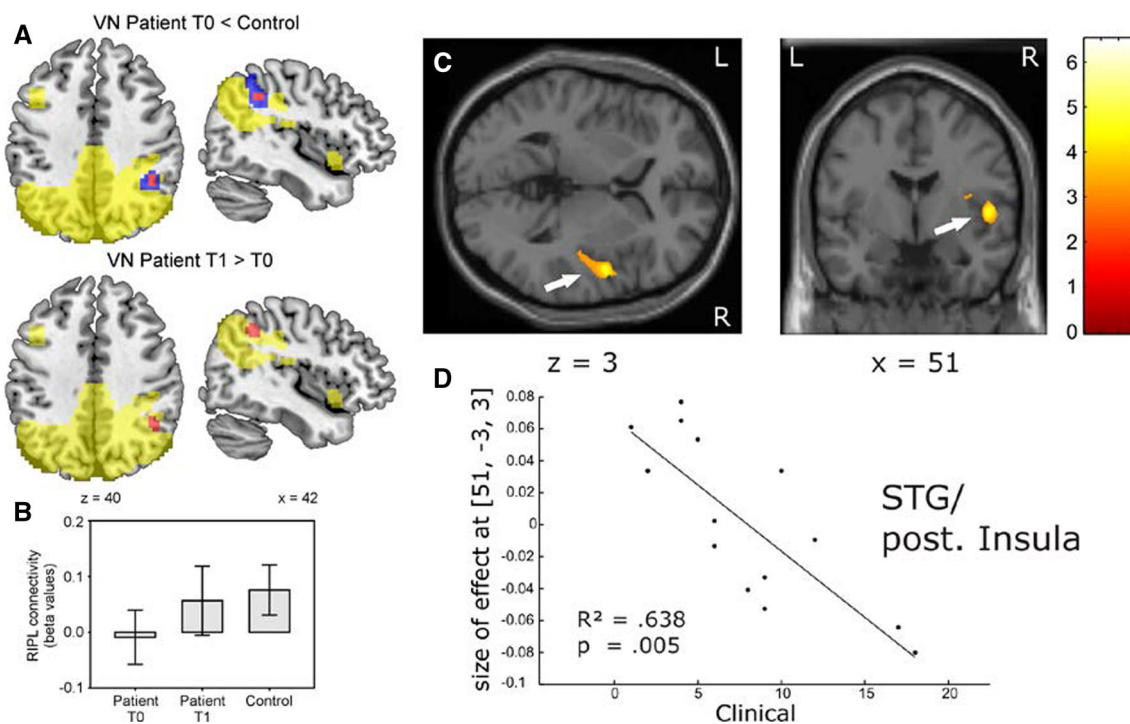 A
VN Patient T0 < Control
VN Patient T1 > T0
z = 40
x = 42
B
0.2
0.1
0.0
-0.1
RIPL connectivity
(beta values)
Patient
T0
Patient
T1
Control
C
L
R
L
R
6
5
4
3
2
1
0
z = 3
x = 51
D
0.08
0.06
0.04
0.02
0
-0.02
-0.04
-0.06
-0.08
-0.1
size of effect at [51, -3, 3]
STG/
post. Insula
R² = .638
p = .005
0
5
10
15
20
Clinical